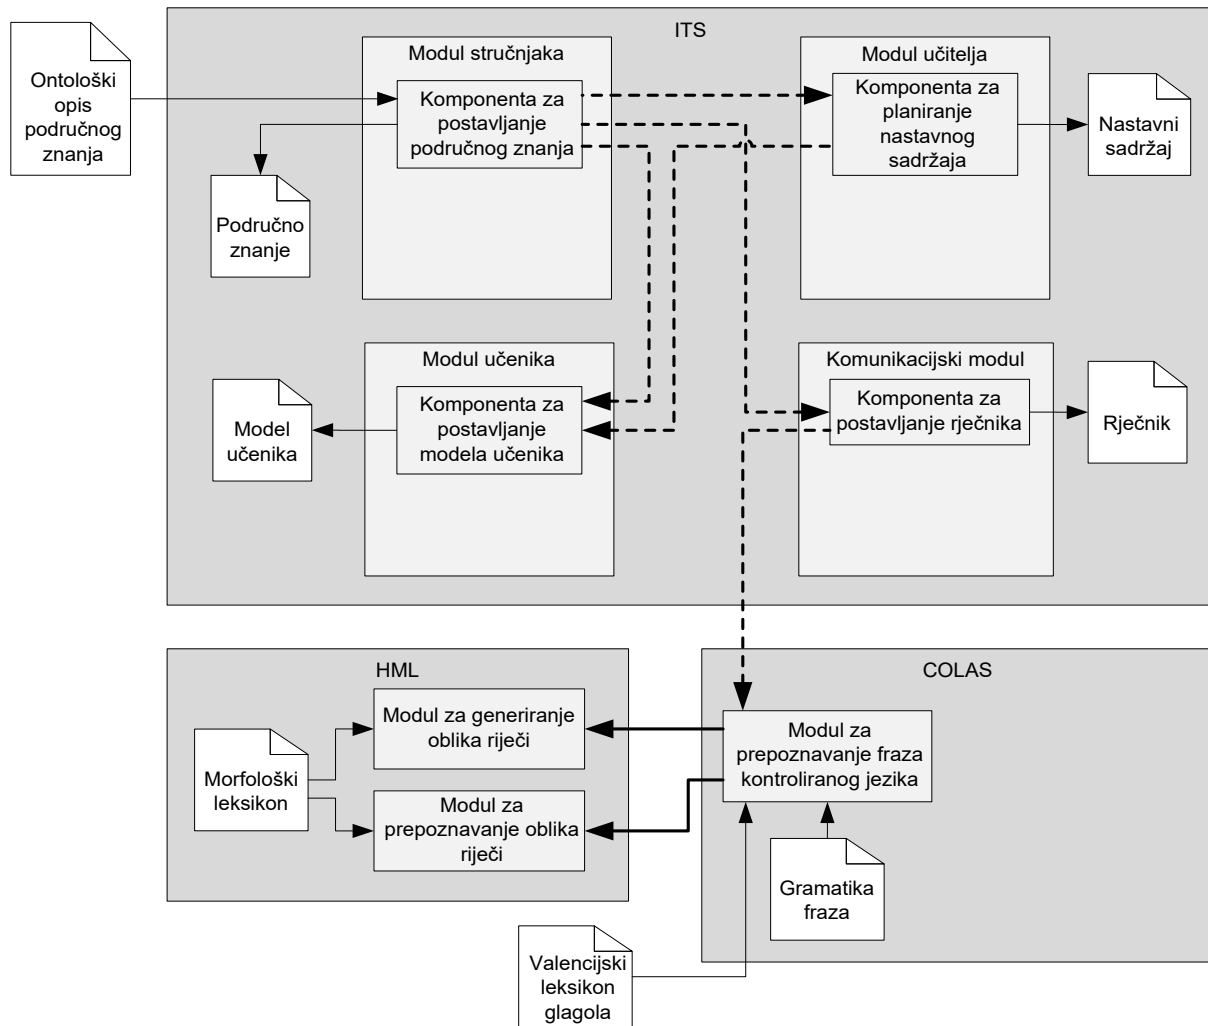 ITS
Ontološki
opis
područnog
znanja
Modul stručnjaka
Komponenta za
postavljanje
područnog znanja
Područno
znanje
Modul učitelja
Komponenta za
planiranje
nastavnog
sadržaja
Nastavni
sadržaj
Modul učenika
Komponenta za
postavljanje
modela učenika
Model
učenika
Komunikacijski modul
Komponenta za
postavljanje rječnika
Rječnik
HML
Morfološki
leksikon
Modul za generiranje
oblika riječi
Modul za
prepoznavanje oblika
riječi
COLAS
Modul za
prepoznavanje fraza
kontroliranog jezika
Gramatika
fraza
Valencijski
leksikon
glagola